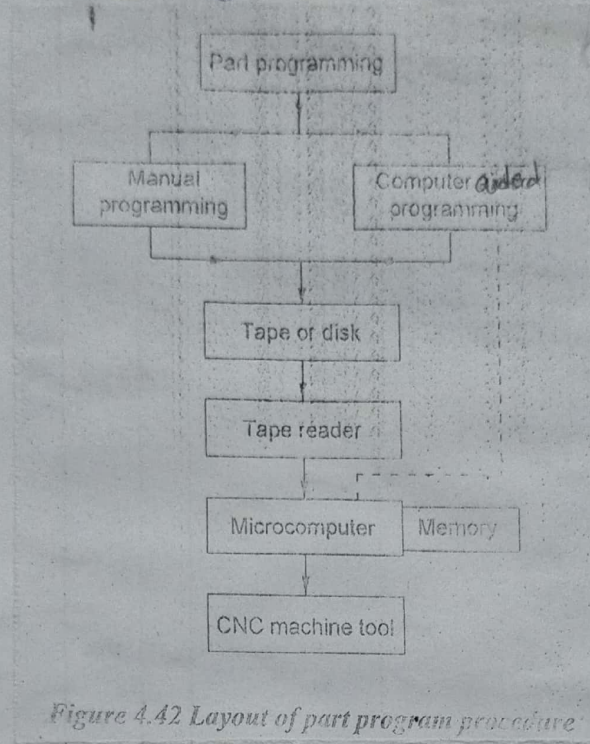 Part programming
Manual
programming
Computer aided
programming
Tape or disk
Tape reader
Microcomputer
Memory
CNC machine tool
Figure 4.42 Layout of part program procedure